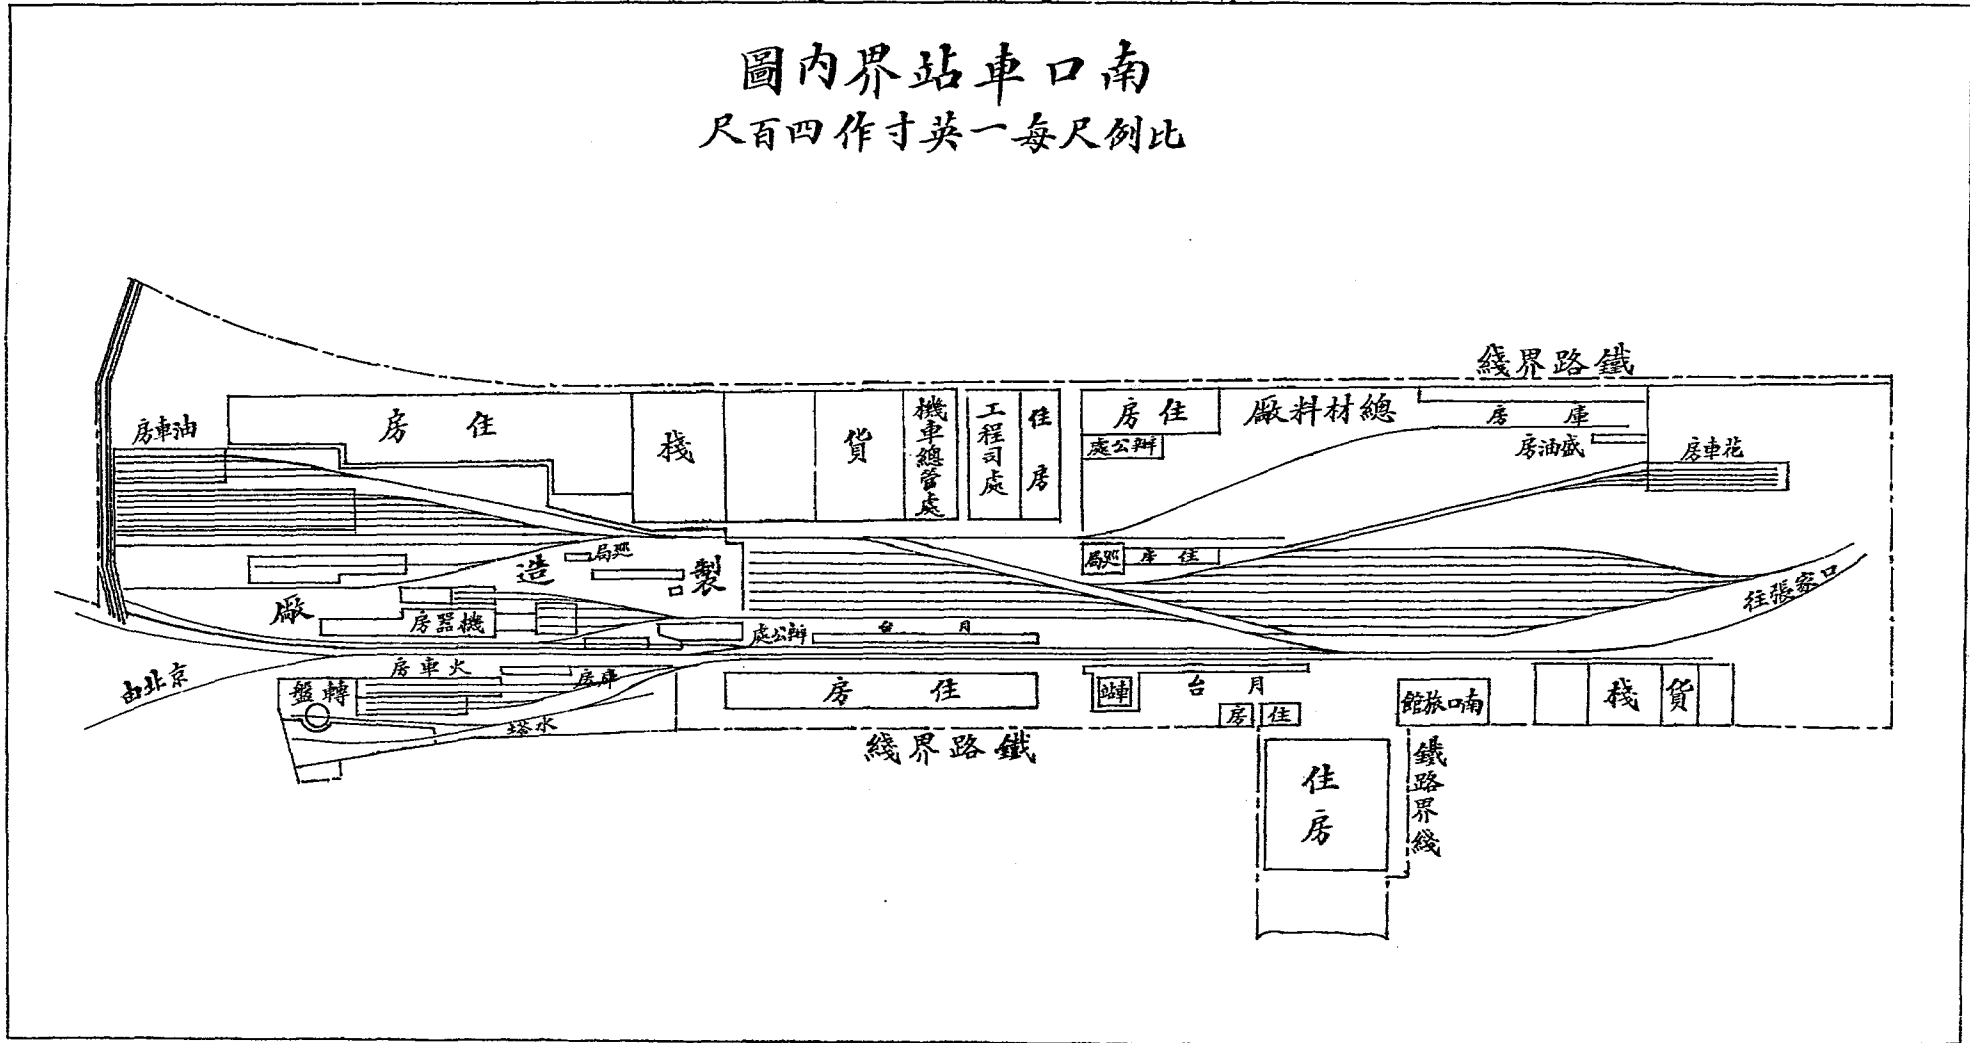 南口車站界内圖
比例尺每一英寸作四百尺
鐵路界綫
油車房
住房
貨棧
機車總管處
工程司處
住房
住房
辦公處
總材料廠
庫房
盛油房
花車房
巡局
製造廠
巡局
住房
機器房
辦公處
月台
往張家口
由北京
火車房
庫房
轉盤
水塔
住房
車站
月台
住房
南口旅館
貨棧
鐵路界綫
鐵路界綫
住房